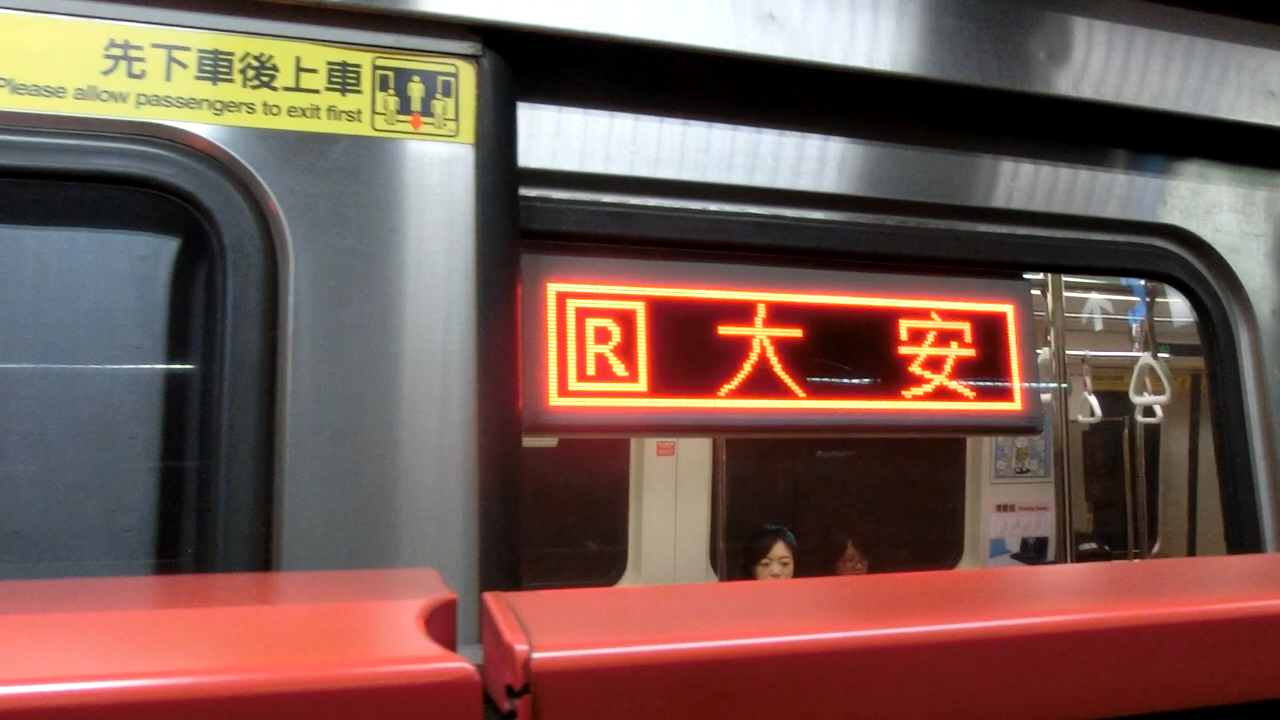 先下車後上車
Please allow passengers to exit first
R 大 安